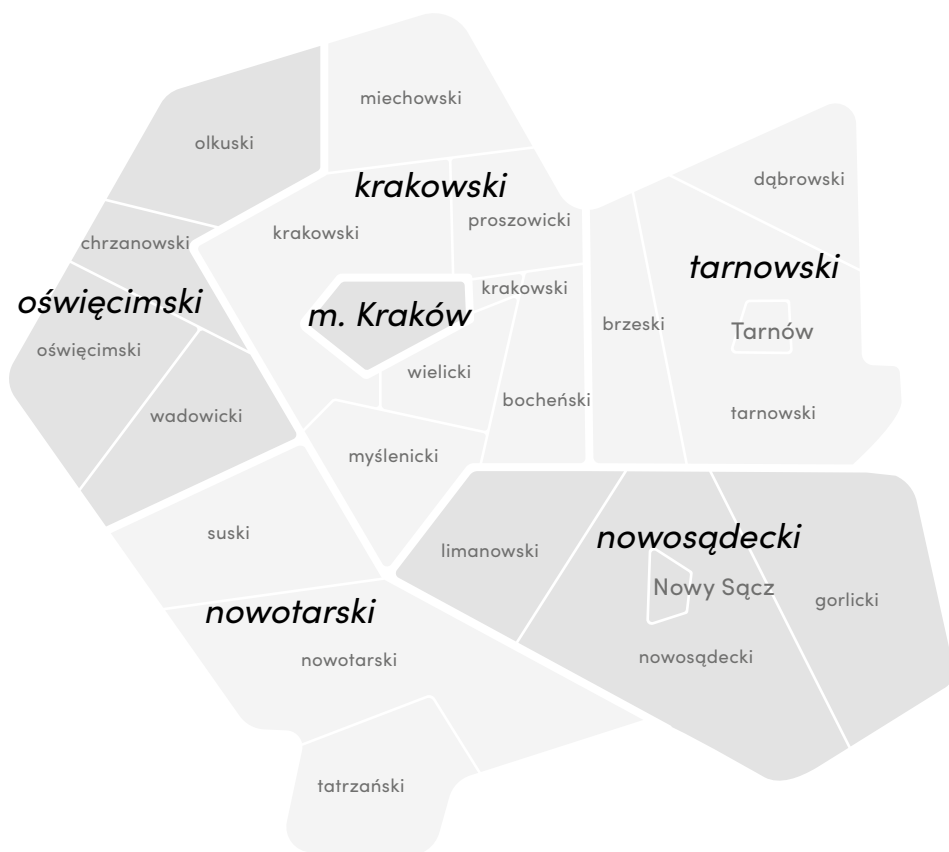 miechowski
olkuski
krakowski
dąbrowski
proszowicki
krakowski
chrzanowski
tarnowski
krakowski
oświęcimski
m. Kraków
brzeski
Tarnów
oświęcimski
wielicki
bocheński
tarnowski
wadowicki
myślenicki
suski
limanowski
nowosądecki
Nowy Sącz
gorlicki
nowotarski
nowosądecki
nowotarski
tatrzański